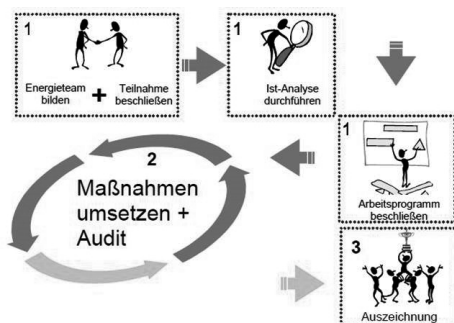 1
Energieteam bilden + Teilnahme beschließen
1
Ist-Analyse
durchführen
1
Arbeitsprogramm
beschließen
2
Maßnahmen
umsetzen +
Audit
3
Auszeichnung